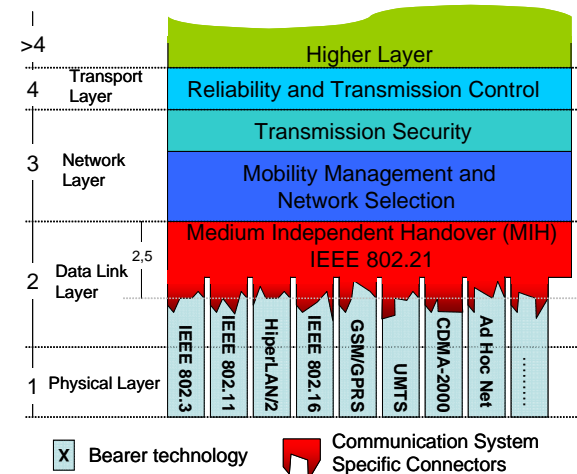 >4
Higher Layer
4
Transport
Layer
Reliability and Transmission Control
Transmission Security
3
Network
Layer
Mobility Management and
Network Selection
Medium Independent Handover (MIH)
IEEE 802.21
2,5
2
Data Link
Layer
IEEE 802.3
IEEE 802.11
HiperLAN/2
IEEE 802.16
GSM/GPRS
UMTS
CDMA-2000
Ad Hoc Net
.........
1
Physical Layer
X
Bearer technology
Communication System
Specific Connectors